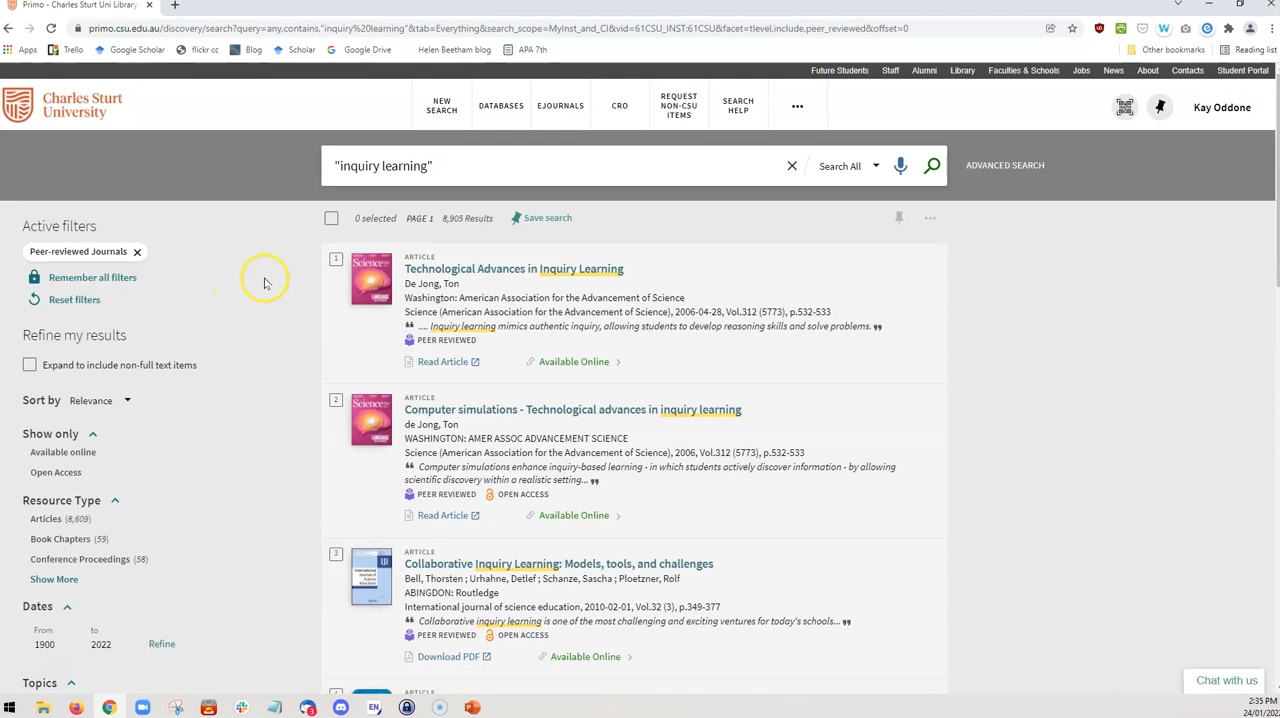 Primo - Charles Sturt Uni Library
primo.csu.edu.au/discovery/search?query=any,contains,"inquiry%20learning"&tab=Everything&search_scope=MyInst_and_CI&vid=61CSU_INST:61CSU&facet=tlevel,include,peer_reviewed&offset=0
Apps Trello Google Scholar flickr cc Blog Scholar Google Drive Helen Beetham blog APA 7th Other bookmarks Reading list
Future Students Staff Alumni Library Faculties & Schools Jobs News About Contacts Student Portal
Charles Sturt
University
NEW
SEARCH
DATABASES
EJOURNALS
CRO
REQUEST
NON-CSU
ITEMS
SEARCH
HELP
Kay Oddone
"inquiry learning"
Search All
ADVANCED SEARCH
Active filters
Peer-reviewed Journals
Remember all filters
Reset filters
Refine my results
Expand to include non-full text items
Sort by Relevance
Show only
Available online
Open Access
Resource Type
Articles (8,609)
Book Chapters (59)
Conference Proceedings (58)
Show More
Dates
From to
1900 2022 Refine
Topics
0 selected PAGE 1 8,905 Results Save search
1
ARTICLE
Technological Advances in Inquiry Learning
De Jong, Ton
Washington: American Association for the Advancement of Science
Science (American Association for the Advancement of Science), 2006-04-28, Vol.312 (5773), p.532-533
“ .... Inquiry learning mimics authentic inquiry, allowing students to develop reasoning skills and solve problems. ”
PEER REVIEWED
Read Article Available Online
2
ARTICLE
Computer simulations - Technological advances in inquiry learning
de Jong, Ton
WASHINGTON: AMER ASSOC ADVANCEMENT SCIENCE
Science (American Association for the Advancement of Science), 2006, Vol.312 (5773), p.532-533
“ Computer simulations enhance inquiry-based learning - in which students actively discover information - by allowing
scientific discovery within a realistic setting... ”
PEER REVIEWED OPEN ACCESS
Read Article Available Online
3
ARTICLE
Collaborative Inquiry Learning: Models, tools, and challenges
Bell, Thorsten ; Urhahne, Detlef ; Schanze, Sascha ; Ploetzner, Rolf
ABINGDON: Routledge
International journal of science education, 2010-02-01, Vol.32 (3), p.349-377
“ Collaborative inquiry learning is one of the most challenging and exciting ventures for today's schools... ”
PEER REVIEWED OPEN ACCESS
Download PDF Available Online
4
ARTICLE
Chat with us
2:35 PM
24/01/2022